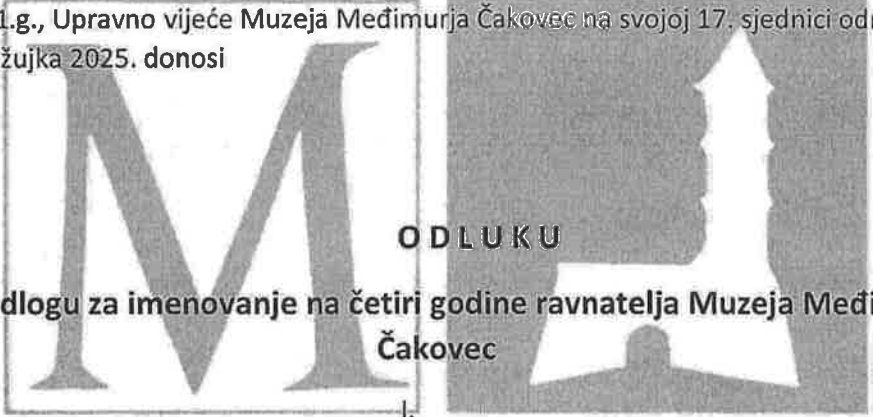 1.g., Upravno vijeće Muzeja Međimurja Čakovec na svojoj 17. sjednici od
žujka 2025. donosi
M
O D L U K U
dlogu za imenovanje na četiri godine ravnatelja Muzeja Međi
Čakovec
I.